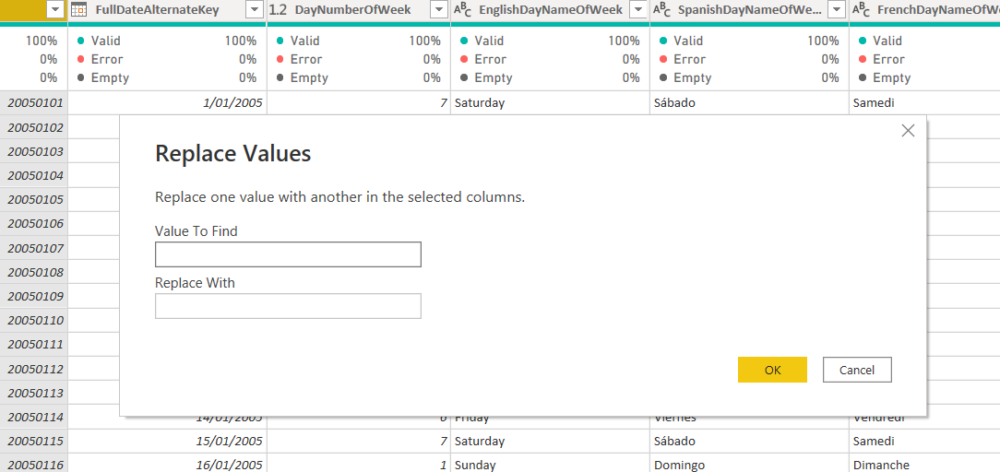 FullDateAlternateKey 1.2 DayNumberOfWeek ABC EnglishDayNameOfWeek ABC SpanishDayNameOfWe... ABC FrenchDayNameOfWe
100% Valid 100% Valid 100% Valid 100% Valid 100% Valid
0% Error 0% Error 0% Error 0% Error 0% Error
0% Empty 0% Empty 0% Empty 0% Empty 0% Empty
20050101 1/01/2005 7 Saturday Sábado Samedi
20050102
20050103
Replace Values
20050104
20050105
Replace one value with another in the selected columns.
20050106
Value To Find
20050107
20050108
20050109
Replace With
20050110
20050111
20050112
OK Cancel
20050113
20050114 14/01/2005 6 Friday Viernes Vendredi
20050115 15/01/2005 7 Saturday Sábado Samedi
20050116 16/01/2005 1 Sunday Domingo Dimanche